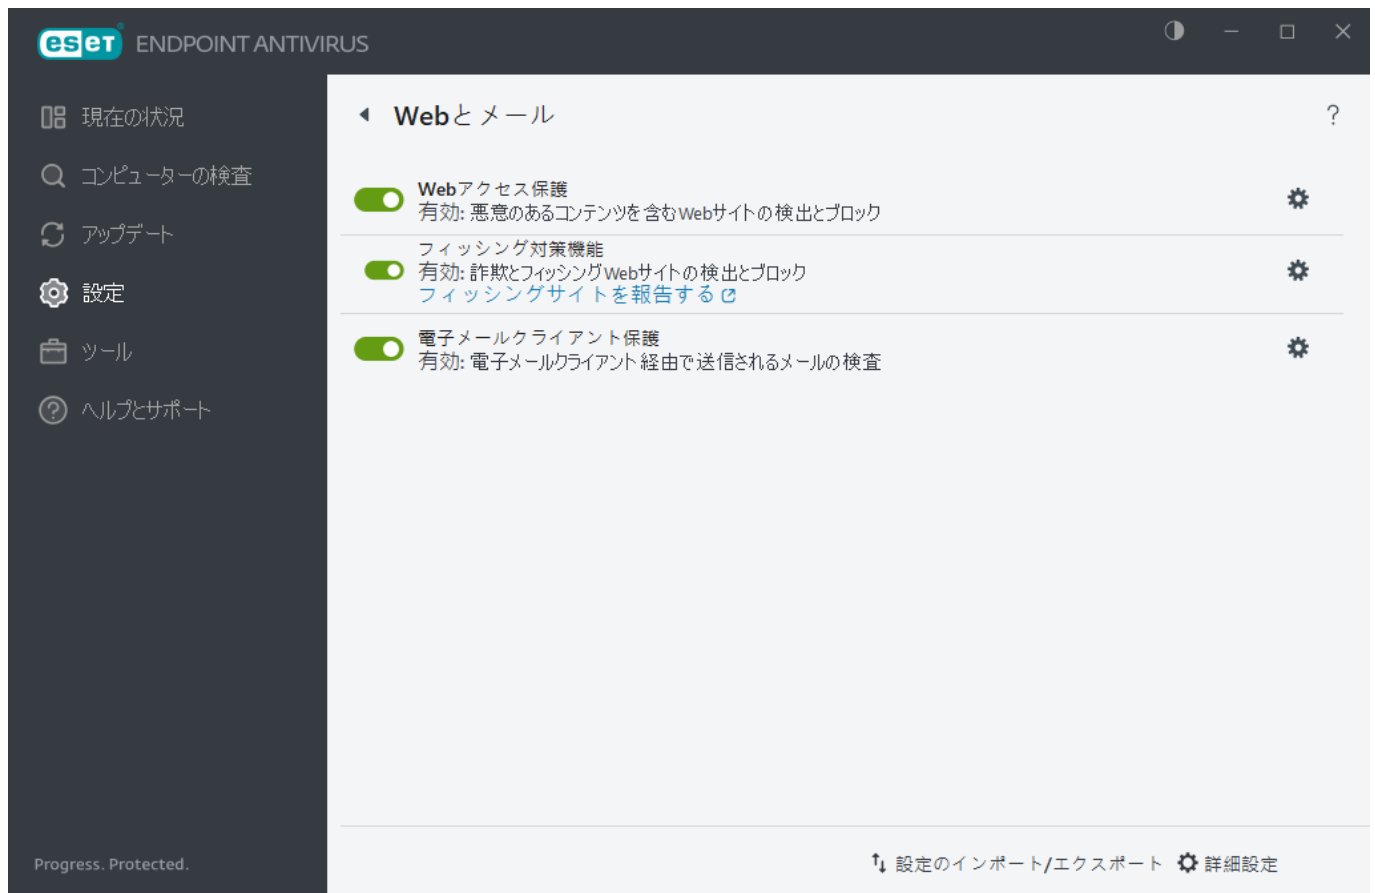 eseT ENDPOINT ANTIVIRUS
現在の状況
コンピューターの検査
アップデート
設定
ツール
ヘルプとサポート
Progress. Protected.
Webとメール
?
Webアクセス保護
有効: 悪意のあるコンテンツを含むWebサイトの検出とブロック
フィッシング対策機能
有効: 詐欺とフィッシングWebサイトの検出とブロック
フィッシングサイトを報告する
電子メールクライアント保護
有効: 電子メールクライアント経由で送信されるメールの検査
設定のインポート/エクスポート 詳細設定